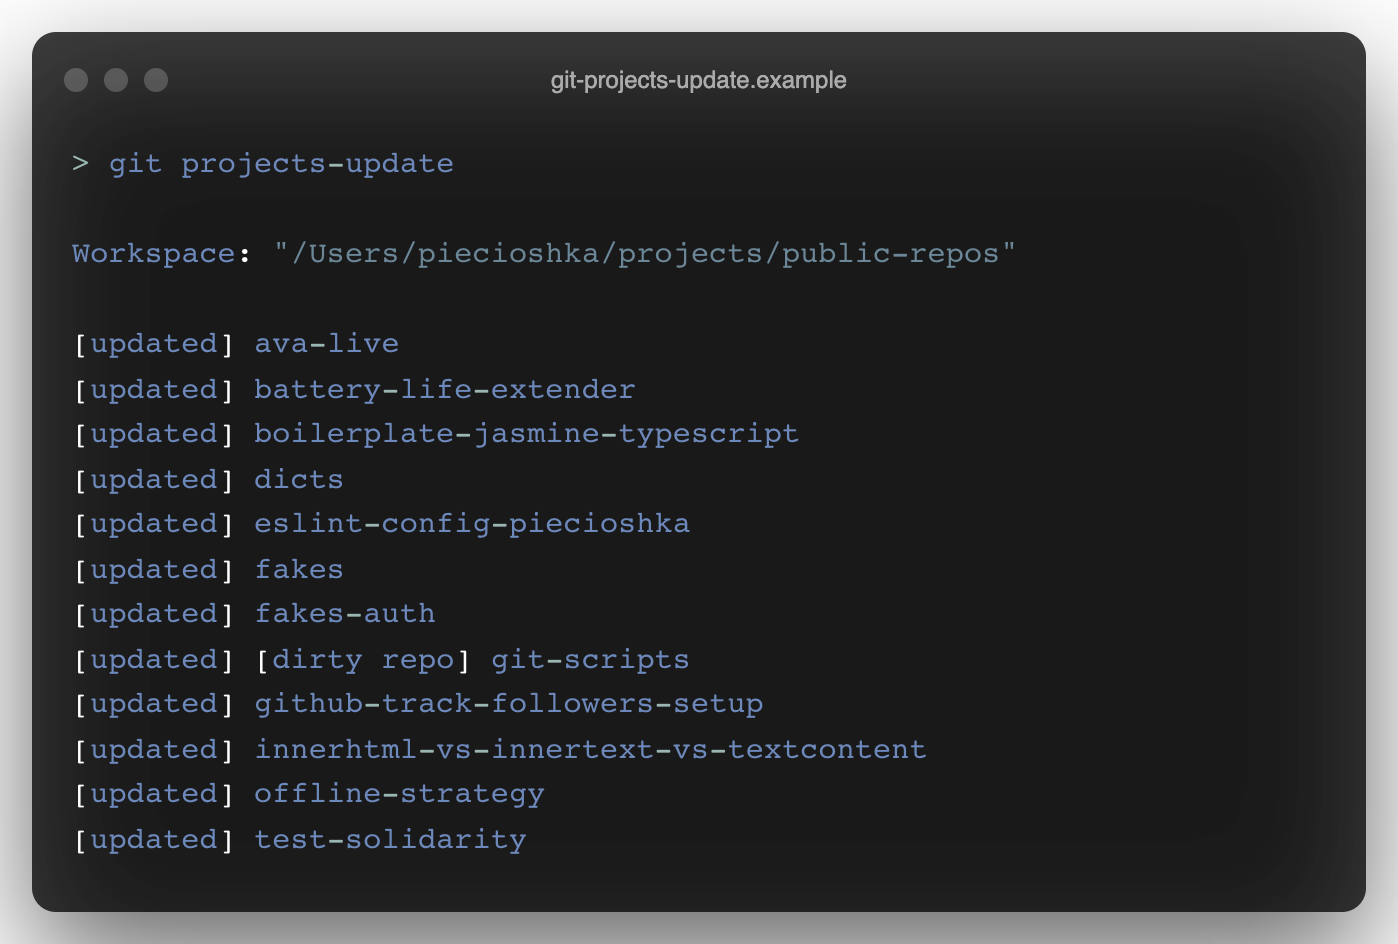 git-projects-update.example
> git projects-update
Workspace: "/Users/piecioshka/projects/public-repos"
[updated] ava-live
[updated] battery-life-extender
[updated] boilerplate-jasmine-typescript
[updated] dicts
[updated] eslint-config-piecioshka
[updated] fakes
[updated] fakes-auth
[updated] [dirty repo] git-scripts
[updated] github-track-followers-setup
[updated] innerhtml-vs-innertext-vs-textcontent
[updated] offline-strategy
[updated] test-solidarity